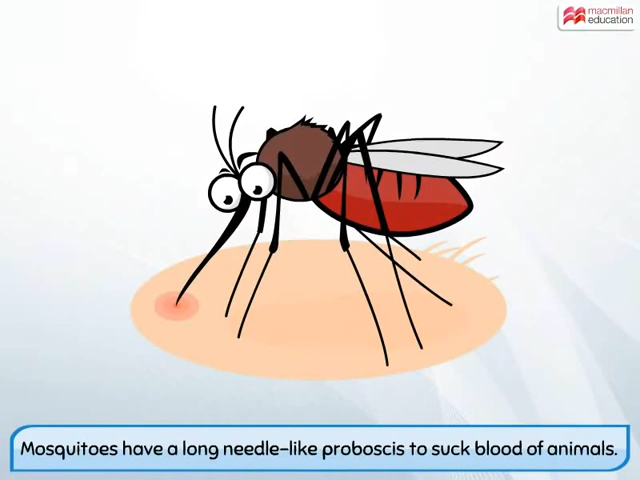 macmillan
education
Mosquitoes have a long needle-like proboscis to suck blood of animals.